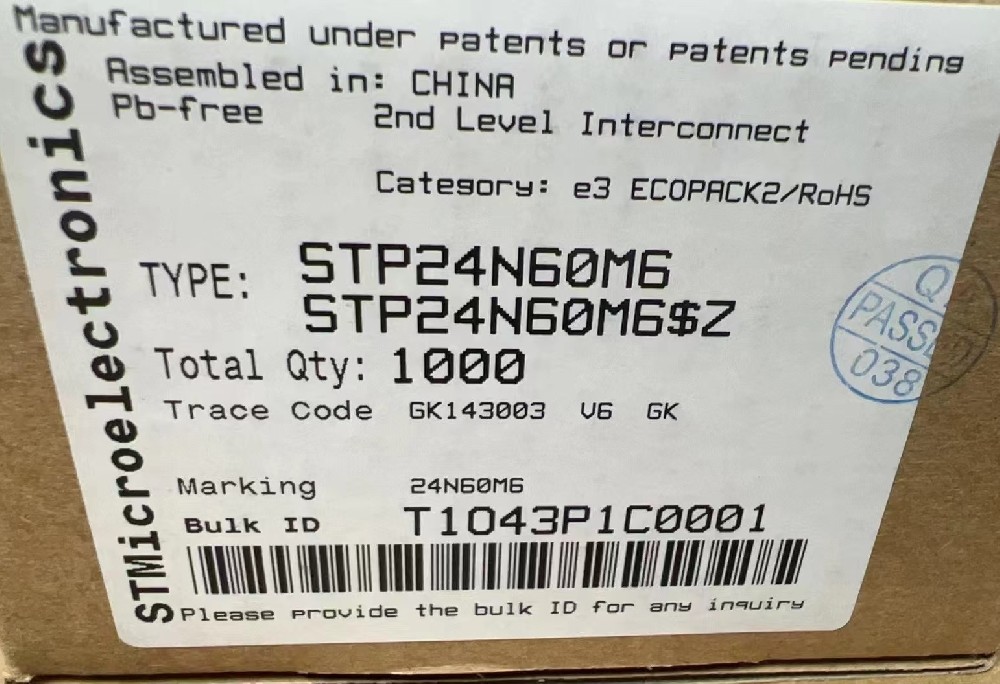 Manufactured under patents or patents pending
Assembled in: CHINA
Pb-free 2nd Level Interconnect
Category: e3 ECOPACK2/RoHS
TYPE: STP24N60M6
STP24N60M6$Z
Total Qty: 1000
Trace Code GK143003 V6 GK
Marking 24N60M6
Bulk ID T1043P1C0001
Please provide the bulk ID for any inquiry
STMicroelectronics
Q
PASSED
038